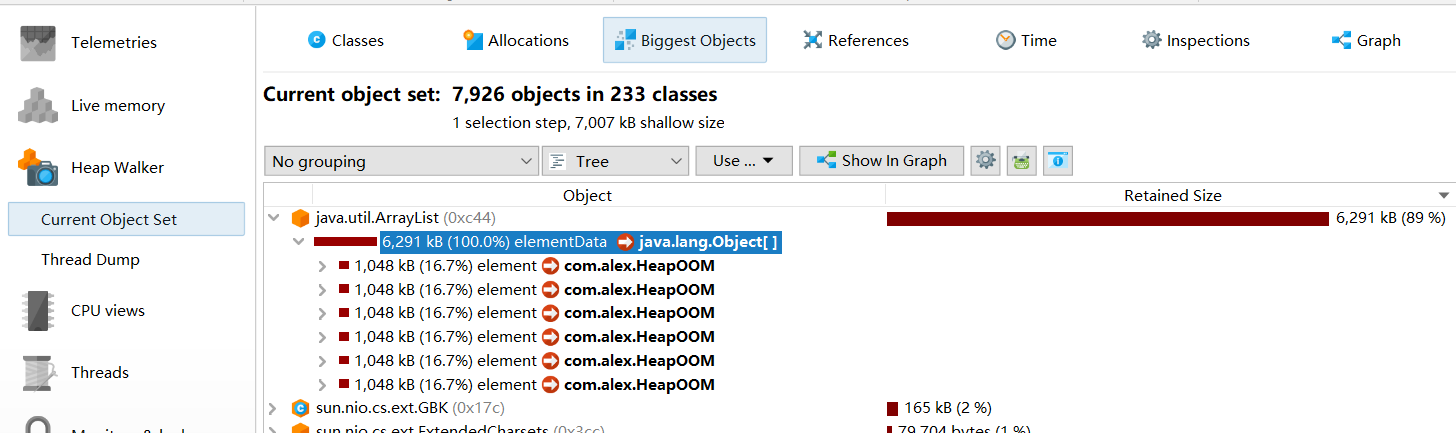 Telemetries
Live memory
Heap Walker
Current Object Set
Thread Dump
CPU views
Threads
Classes Allocations Biggest Objects References Time Inspections Graph
Current object set: 7,926 objects in 233 classes
1 selection step, 7,007 kB shallow size
No grouping Tree Use ... Show In Graph
Object Retained Size
java.util.ArrayList (0xc44) 6,291 kB (89 %)
6,291 kB (100.0%) elementData java.lang.Object[ ]
1,048 kB (16.7%) element com.alex.HeapOOM
1,048 kB (16.7%) element com.alex.HeapOOM
1,048 kB (16.7%) element com.alex.HeapOOM
1,048 kB (16.7%) element com.alex.HeapOOM
1,048 kB (16.7%) element com.alex.HeapOOM
1,048 kB (16.7%) element com.alex.HeapOOM
sun.nio.cs.ext.GBK (0x17c) 165 kB (2 %)
sun.nio.cs.ext.ExtendedCharsets (0x3cc) 79,704 bytes (1 %)